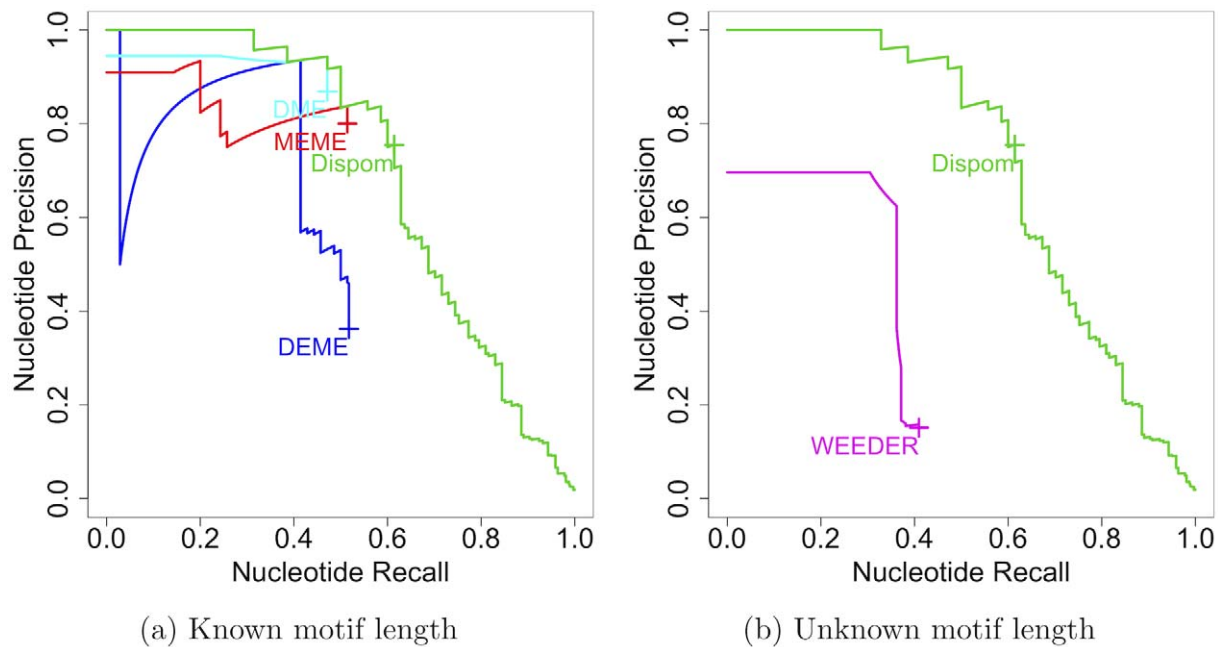 1.0
0.8
0.6
0.4
0.2
0.0
Nucleotide Precision
DME
MEME
Dispom
DEME
0.0 0.2 0.4 0.6 0.8 1.0
Nucleotide Recall
(a) Known motif length
1.0
0.8
0.6
0.4
0.2
0.0
Nucleotide Precision
Dispom
WEEDER
0.0 0.2 0.4 0.6 0.8 1.0
Nucleotide Recall
(b) Unknown motif length